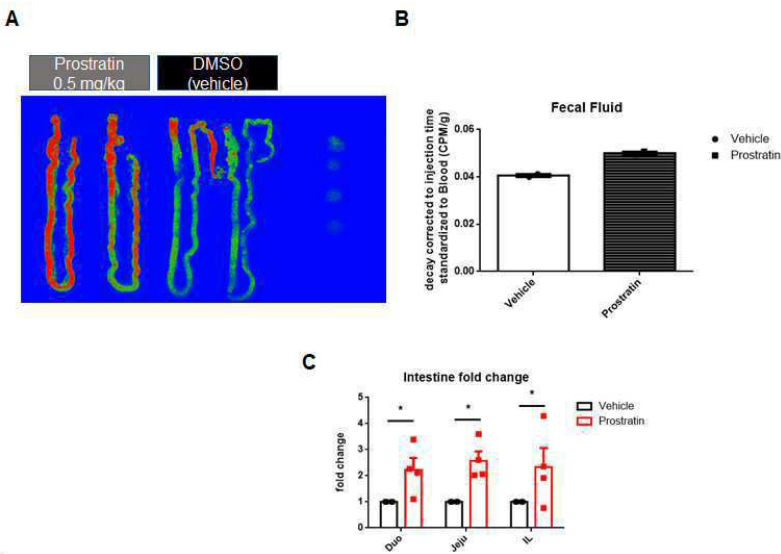 A
Prostratin
0.5 mg/kg
DMSO
(vehicle)
B
Fecal Fluid
decay corrected to injection time
standardized to Blood (CPM/g)
0.06
0.04
0.02
0.00
Vehicle
Prostratin
Vehicle
Prostratin
C
Intestine fold change
fold change
5
4
3
2
1
0
*
*
*
Duo
Jeju
IL
Vehicle
Prostratin